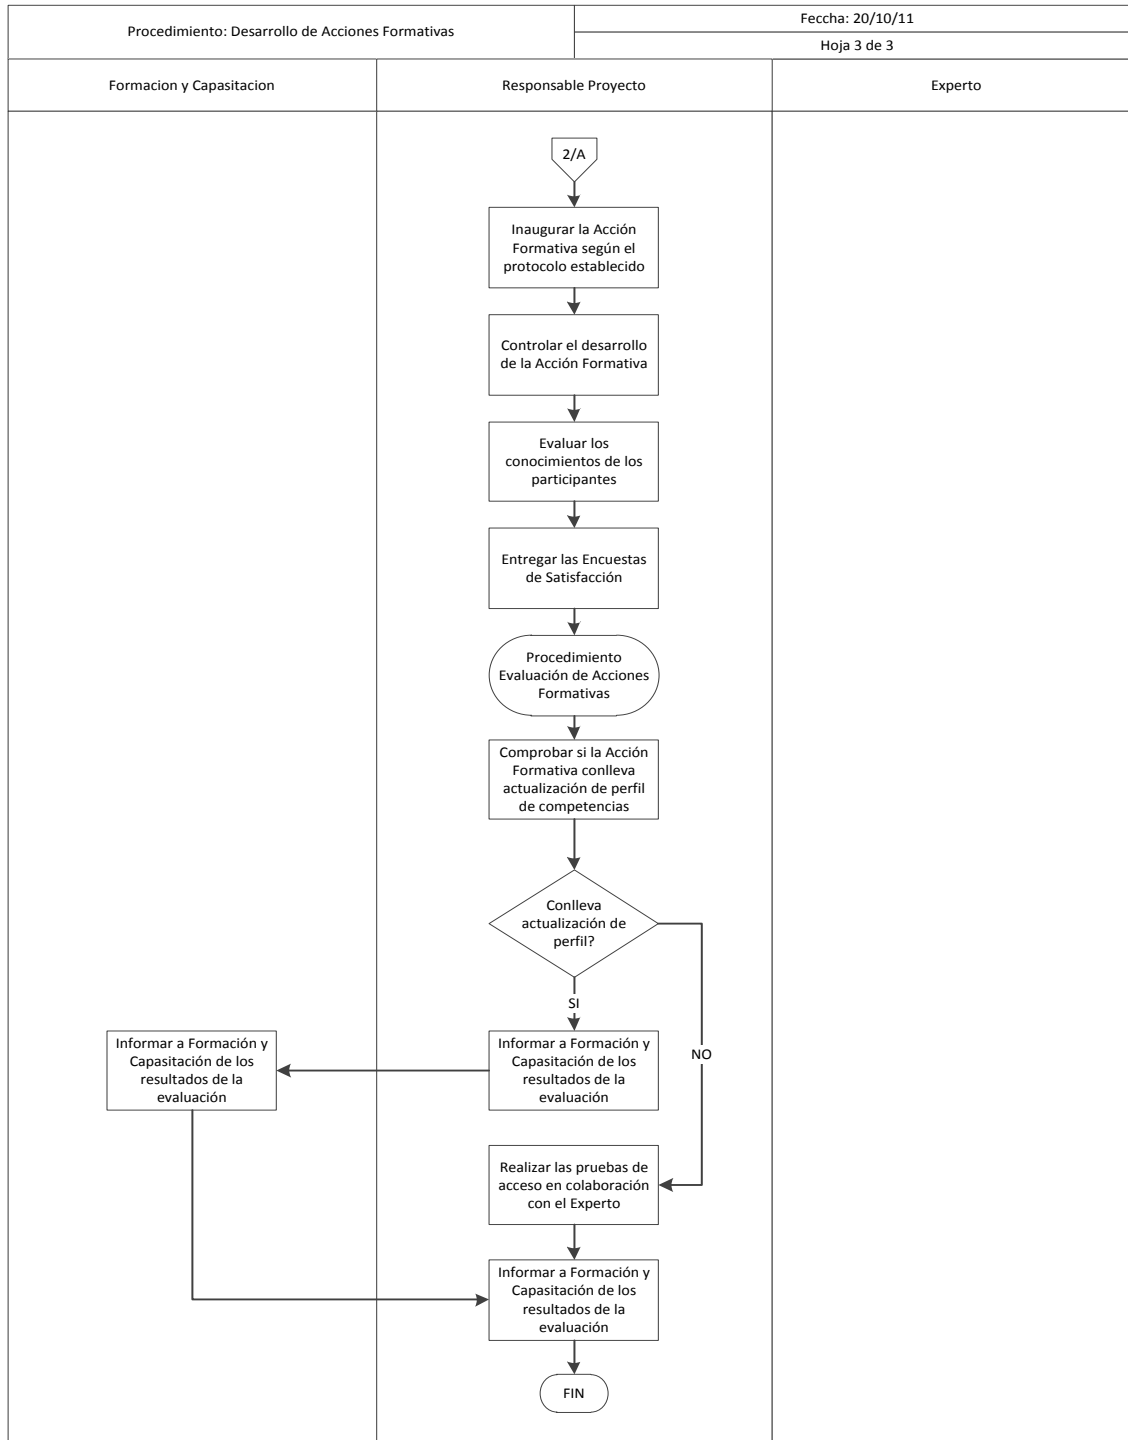 Procedimiento: Desarrollo de Acciones Formativas
Feccha: 20/10/11
Hoja 3 de 3
Formacion y Capasitacion
Responsable Proyecto
Experto
2/A
Inaugurar la Acción
Formativa según el
protocolo establecido
Controlar el desarrollo
de la Acción Formativa
Evaluar los
conocimientos de los
participantes
Entregar las Encuestas
de Satisfacción
Procedimiento
Evaluación de Acciones
Formativas
Comprobar si la Acción
Formativa conlleva
actualización de perfil
de competencias
Conlleva
actualización de
perfil?
SI
NO
Informar a Formación y
Capasitación de los
resultados de la
evaluación
Informar a Formación y
Capasitación de los
resultados de la
evaluación
Realizar las pruebas de
acceso en colaboración
con el Experto
Informar a Formación y
Capasitación de los
resultados de la
evaluación
FIN